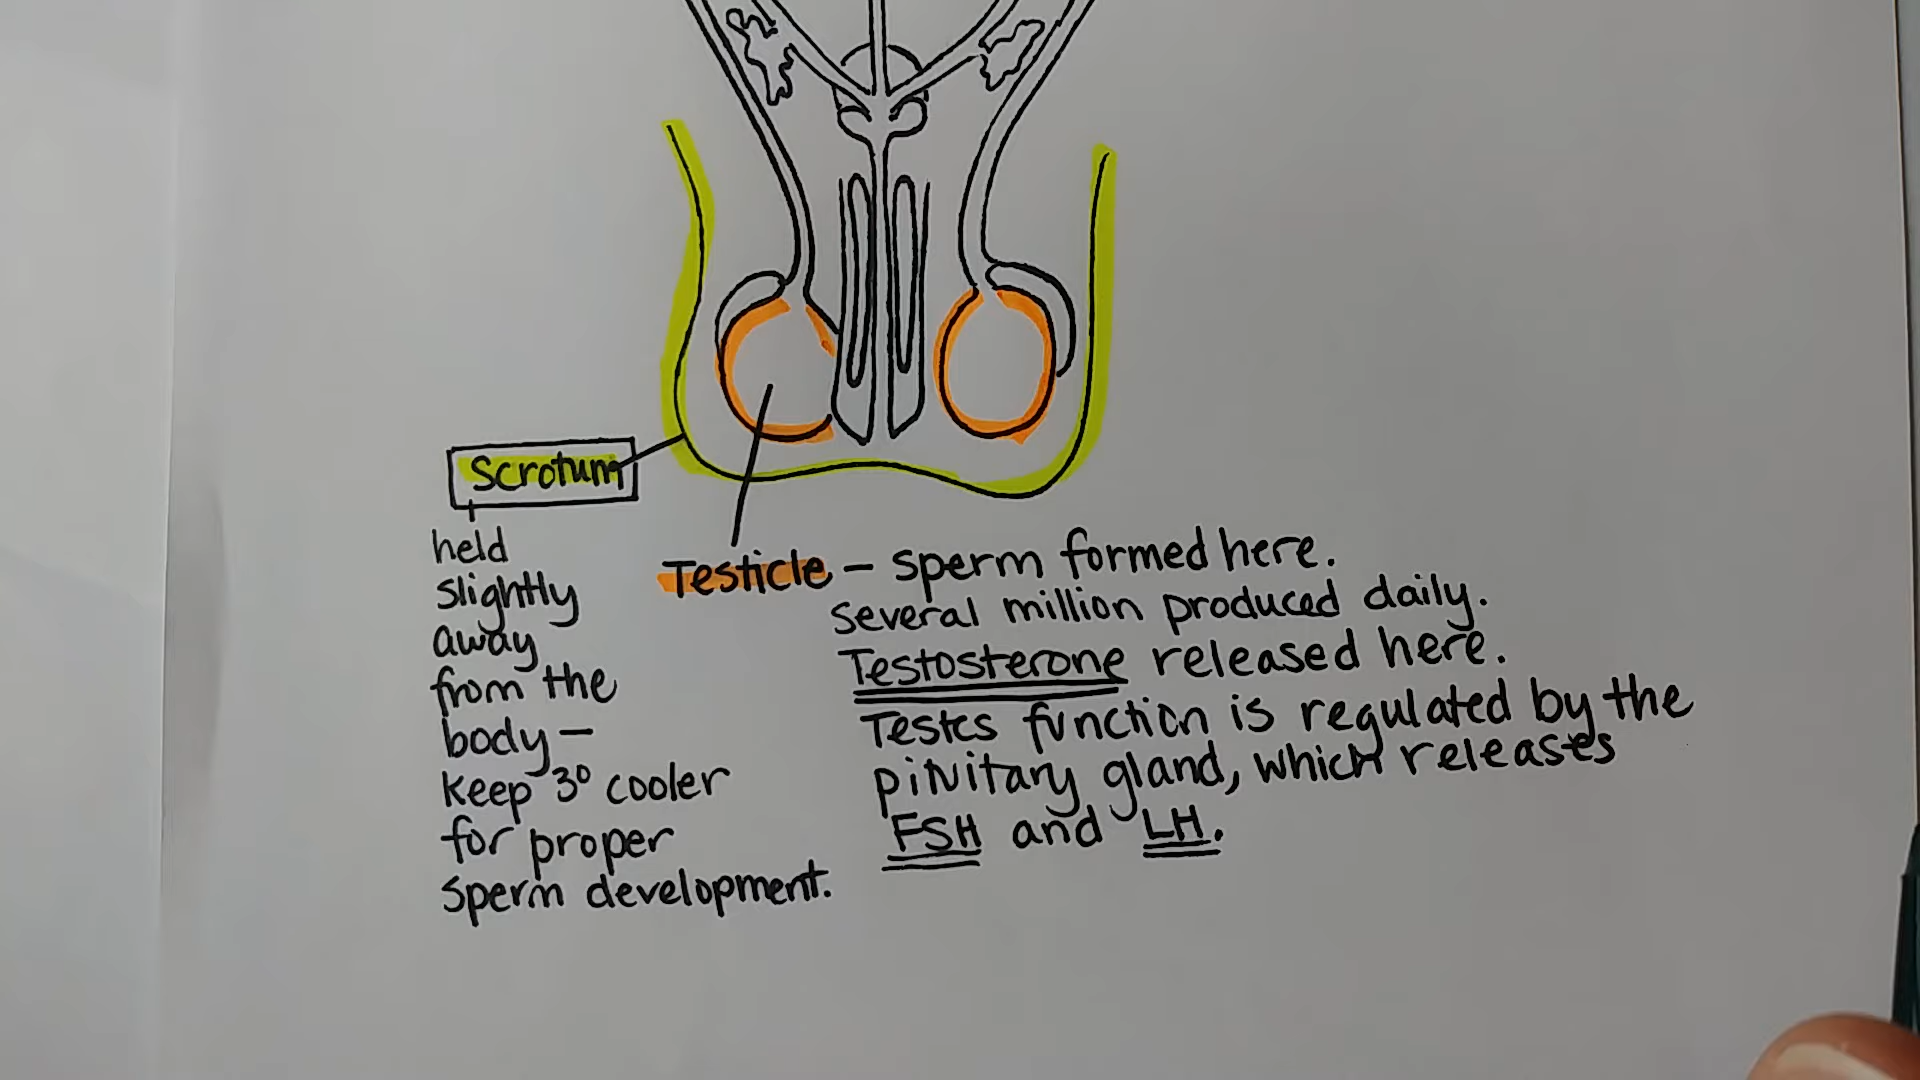 Scrotum
held
slightly
away
from the
body-
keep 3° cooler
for proper
sperm development.
Testicle - sperm formed here.
several million produced daily.
Testosterone released here.
Testes function is regulated by the
pituitary gland, which releases
FSH and LH.